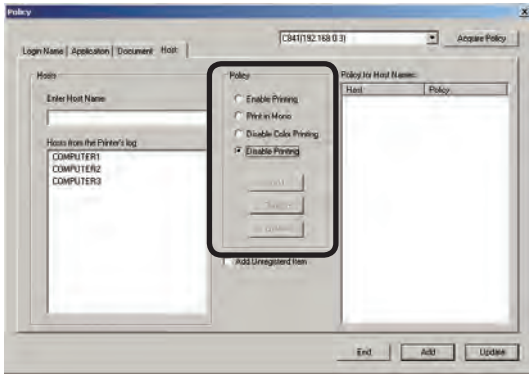 Policy
x
C841(192.168.0.3)
Acquire Policy
Login Name
Application
Document
Host
Hosts
Policy
Policy for Host Names:
Enter Host Name
Enable Printing
Host
Policy
Print in Mono
Disable Color Printing
Hosts from the Printer's log
Disable Printing
COMPUTER1
COMPUTER2
COMPUTER3
Add Unregisterd Item
End
Add
Update